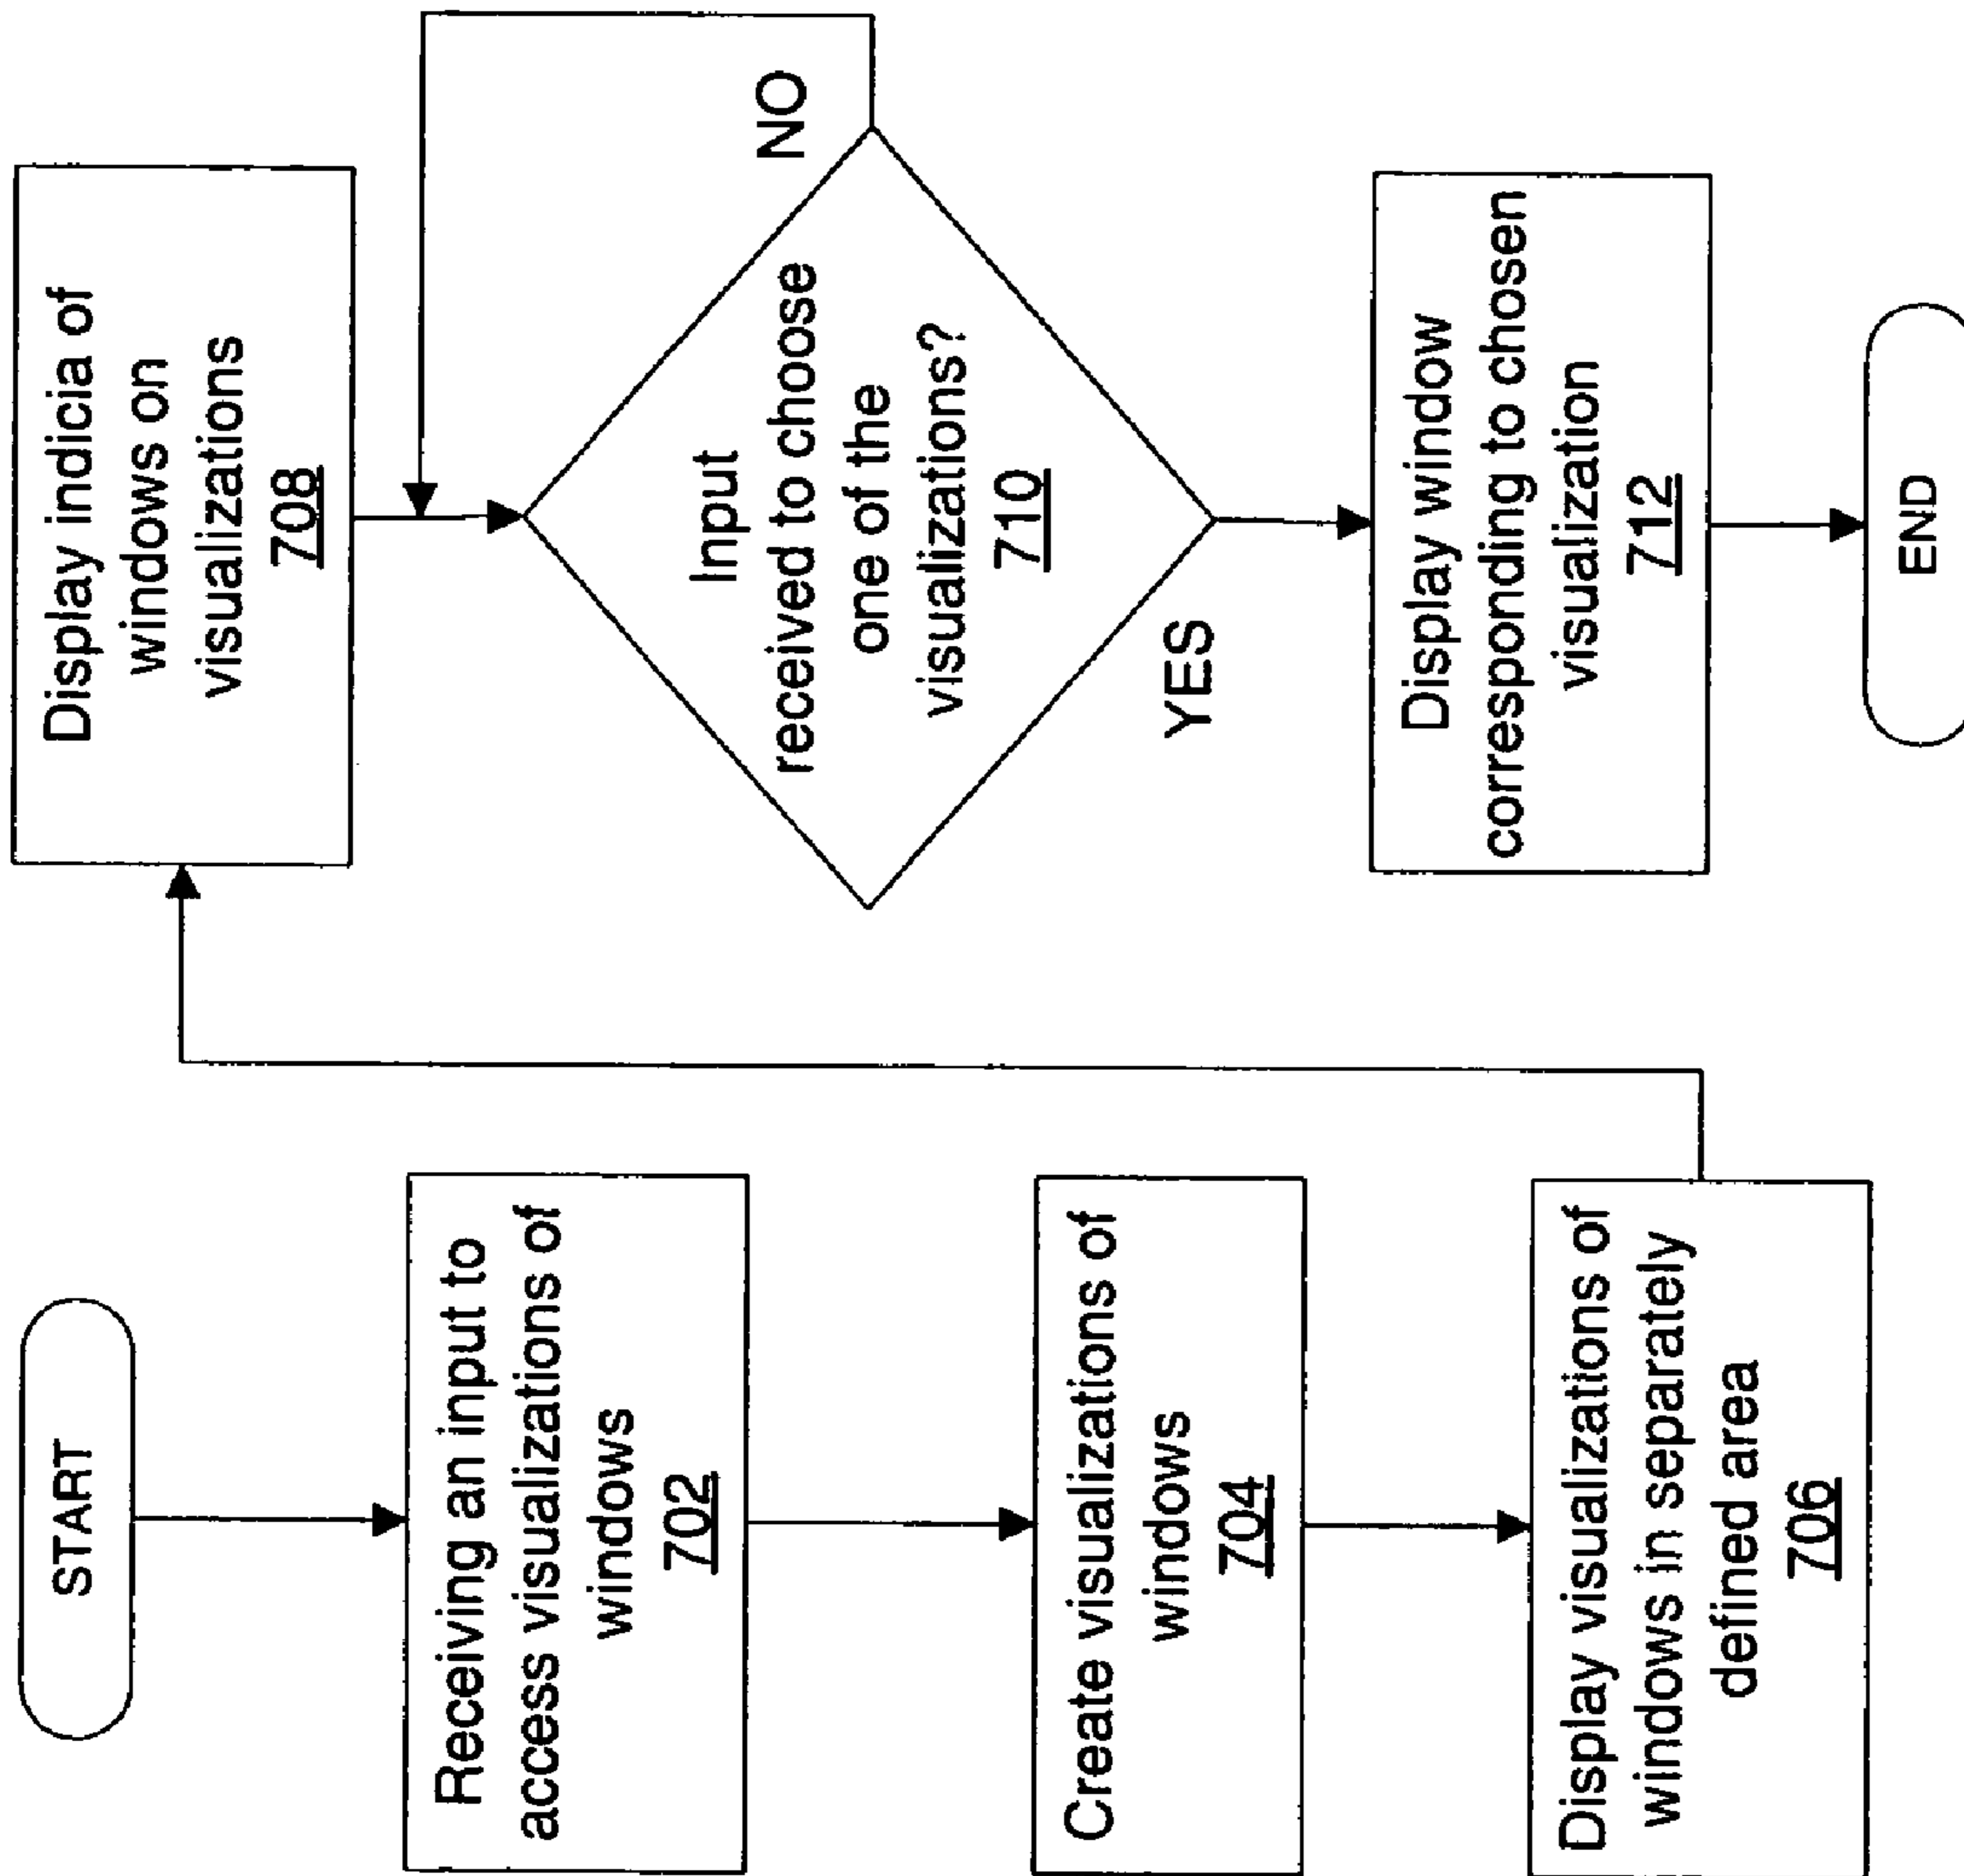 START
Receiving an input to
access visualizations of
windows
702
Create visualizations of
windows
704
Display visualizations of
windows in separately
defined area
706
Display indicia of
windows on
visualizations
708
Input
received to choose
one of the
visualizations?
710
NO
YES
Display window
corresponding to chosen
visualization
712
END